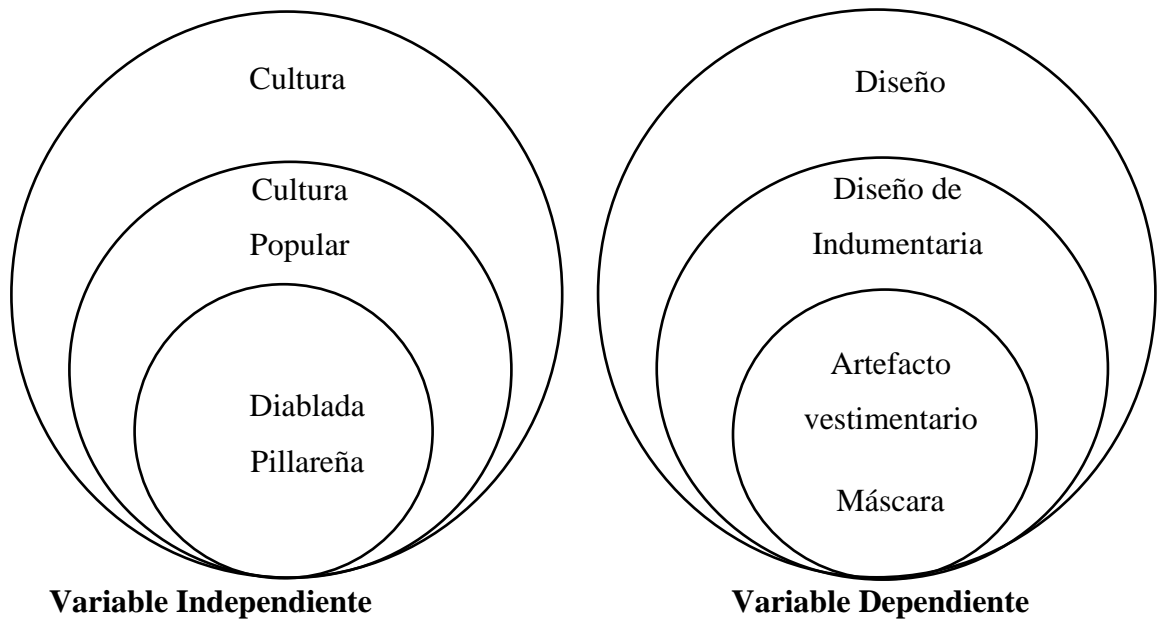 Cultura
Cultura
Popular
Diablada
Pillareña
Variable Independiente
Diseño
Diseño de
Indumentaria
Artefacto
vestimentario
Máscara
Variable Dependiente